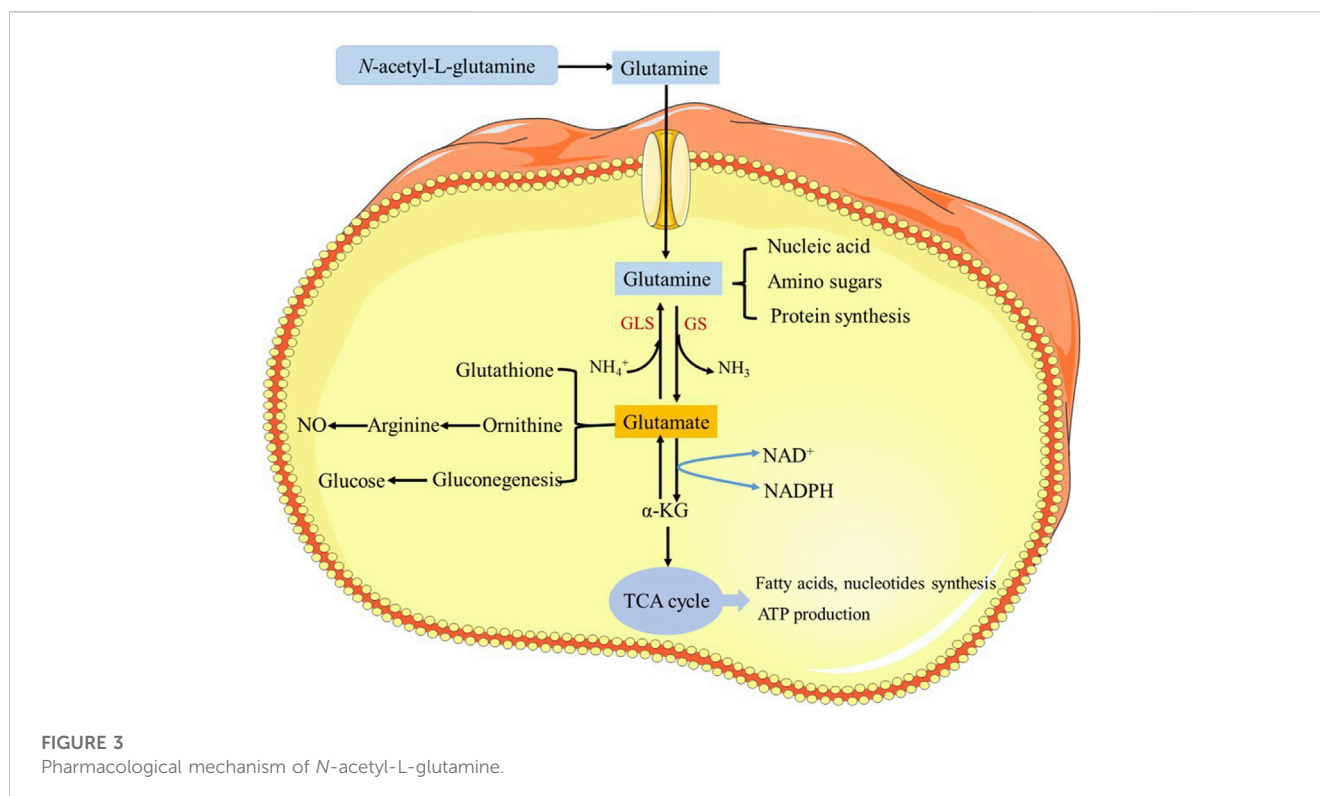 N-acetyl-L-glutamine
Glutamine
Glutamine
Nucleic acid
Amino sugars
Protein synthesis
GLS
GS
NH₄⁺
NH₃
Glutathione
Glutamate
NO
Arginine
Ornithine
Glucose
Gluconegenesis
NAD⁺
NADPH
α-KG
TCA cycle
Fatty acids, nucleotides synthesis
ATP production
FIGURE 3
Pharmacological mechanism of N-acetyl-L-glutamine.